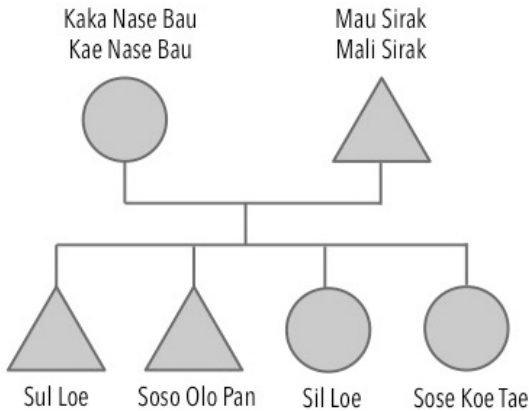 Kaka Nase Bau
Kae Nase Bau
Mau Sirak
Mali Sirak
Sul Loe
Soso Olo Pan
Sil Loe
Sose Koe Tae